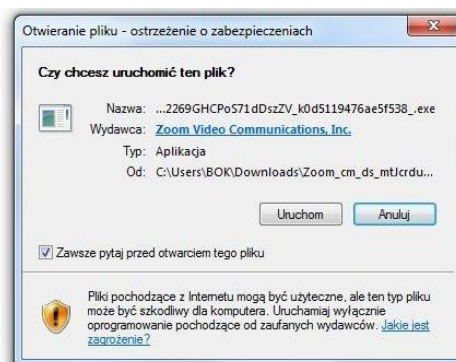 Otwieranie pliku - ostrzeżenie o zabezpieczeniach
Czy chcesz uruchomić ten plik?
Nazwa: ...2269GHCPoS71dDszZV_k0d5119476ae5f538_.exe
Wydawca: Zoom Video Communications, Inc.
Typ: Aplikacja
Od: C:\Users\BOK\Downloads\Zoom_cm_ds_mtJcrdu...
Uruchom Anuluj
Zawsze pytaj przed otwarciem tego pliku
Pliki pochodzące z Internetu mogą być użyteczne, ale ten typ pliku
może być szkodliwy dla komputera. Uruchamiaj wyłącznie
oprogramowanie pochodzące od zaufanych wydawców. Jakie jest
zagrożenie?